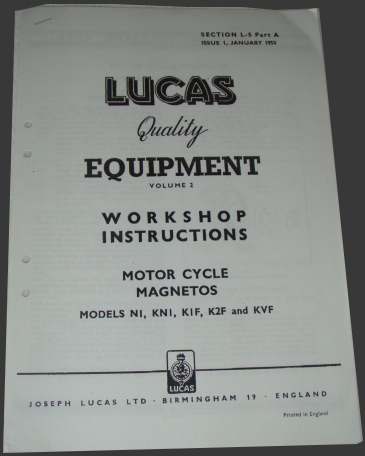 SECTION L-5 Part A
ISSUE 1, JANUARY 1953
LUCAS
Quality
EQUIPMENT
VOLUME 2
WORKSHOP
INSTRUCTIONS
MOTOR CYCLE
MAGNETOS
MODELS N1, KN1, K1F, K2F and KVF
LUCAS
JOSEPH LUCAS LTD · BIRMINGHAM 19 · ENGLAND
Printed in England